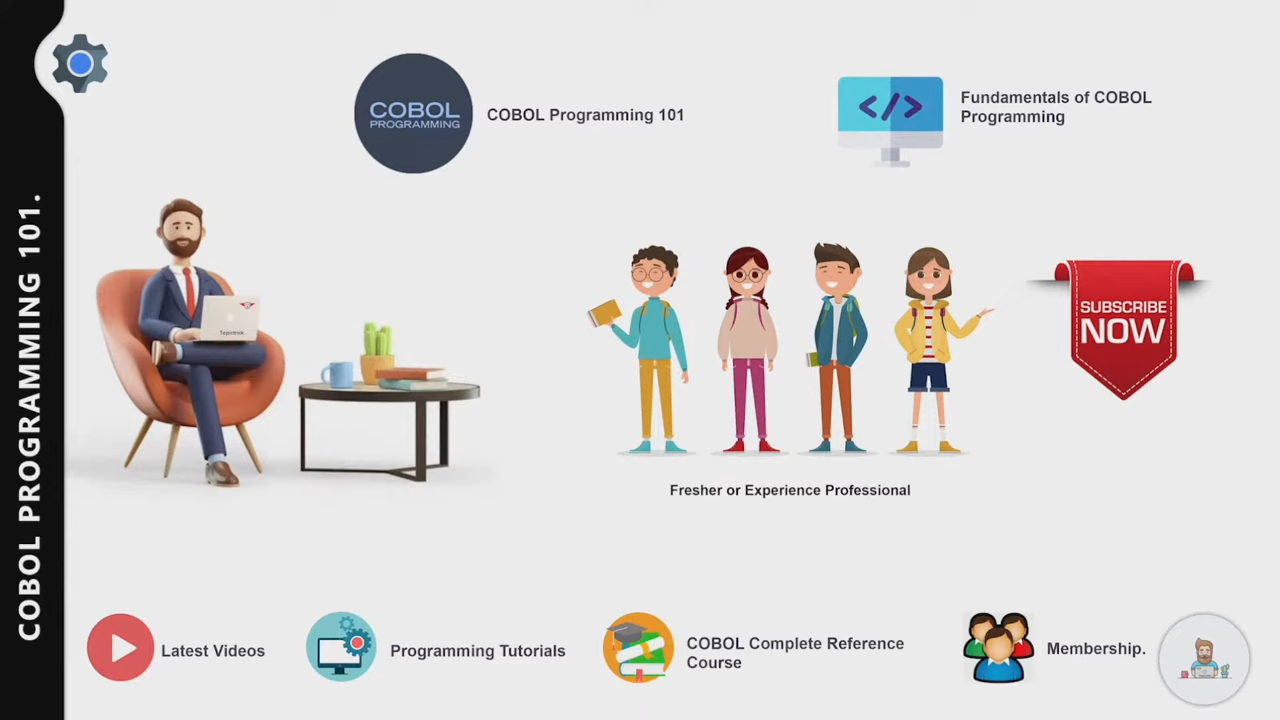 COBOL PROGRAMMING 101.
COBOL
PROGRAMMING
COBOL Programming 101
</>
Fundamentals of COBOL
Programming
Topictrick
SUBSCRIBE
NOW
Fresher or Experience Professional
Latest Videos
Programming Tutorials
COBOL Complete Reference
Course
Membership.